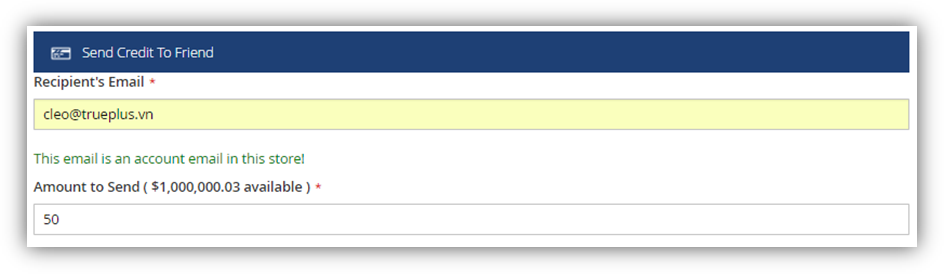 Send Credit To Friend
Recipient's Email *
cleo@trueplus.vn
This email is an account email in this store!
Amount to Send ( $1,000,000.03 available ) *
50